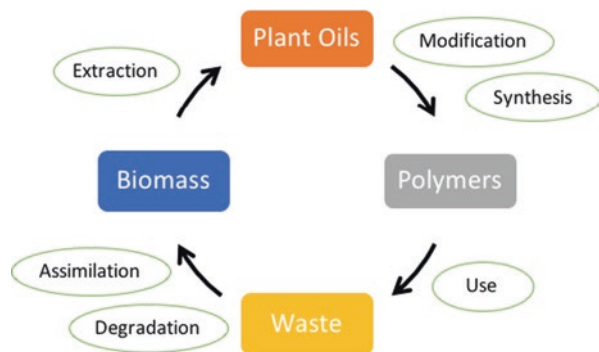 Plant Oils
Modification
Extraction
Synthesis
Biomass
Polymers
Assimilation
Use
Degradation
Waste